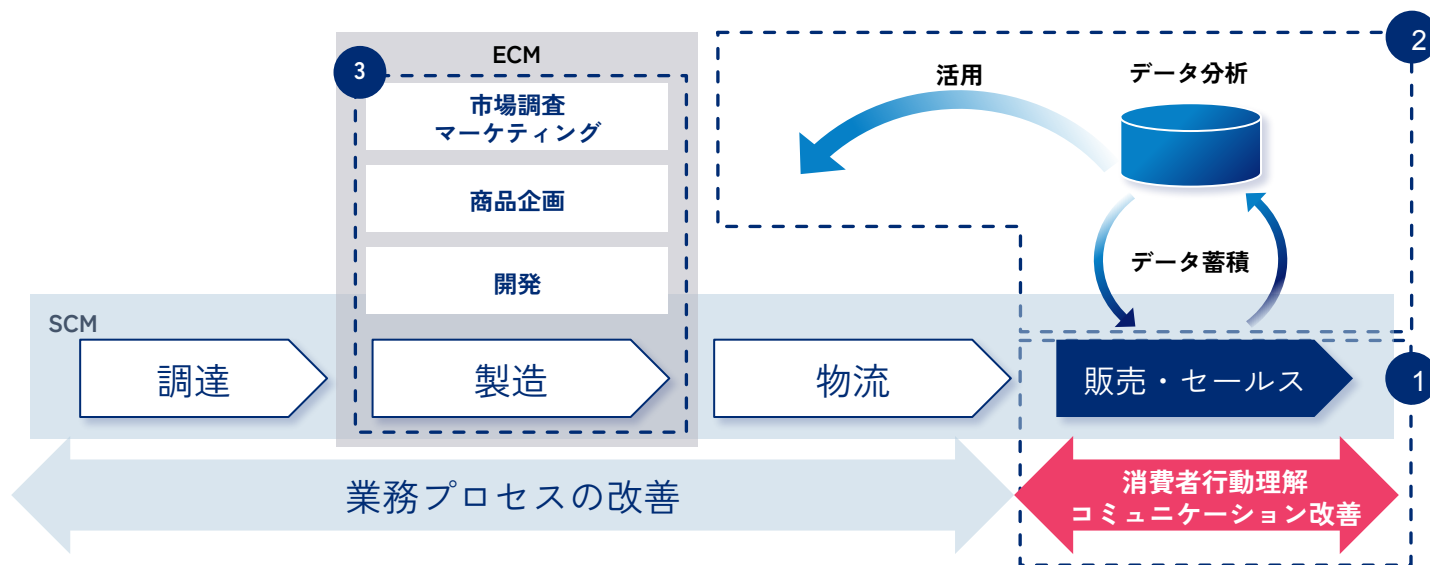 ECM
3
市場調査
マーケティング
商品企画
開発
2
活用
データ分析
データ蓄積
SCM
調達
製造
物流
販売・セールス
1
業務プロセスの改善
消費者行動理解
コミュニケーション改善